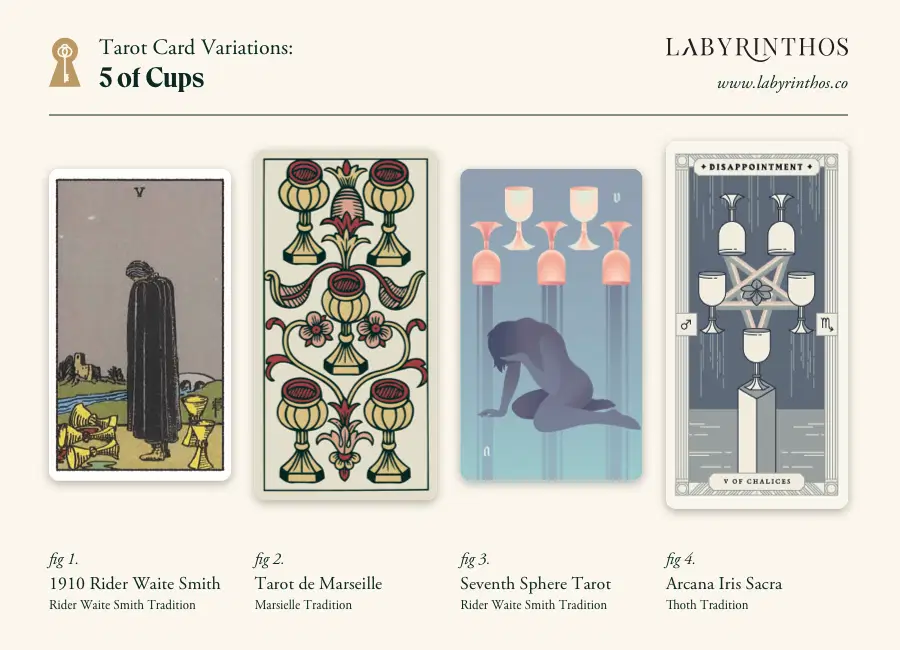 Tarot Card Variations:
5 of Cups
LABYRINTHOS
www.labyrinthos.co
V
V
V
DISAPPOINTMENT
♂
♏
V OF CHALICES
fig 1.
1910 Rider Waite Smith
Rider Waite Smith Tradition
fig 2.
Tarot de Marseille
Marsielle Tradition
fig 3.
Seventh Sphere Tarot
Rider Waite Smith Tradition
fig 4.
Arcana Iris Sacra
Thoth Tradition